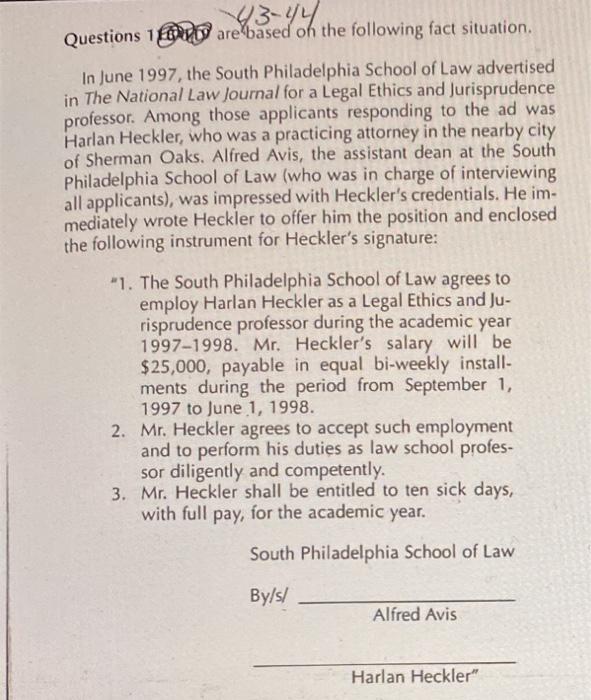 43-44
Questions 1 are based on the following fact situation.
In June 1997, the South Philadelphia School of Law advertised
in The National Law Journal for a Legal Ethics and Jurisprudence
professor. Among those applicants responding to the ad was
Harlan Heckler, who was a practicing attorney in the nearby city
of Sherman Oaks. Alfred Avis, the assistant dean at the South
Philadelphia School of Law (who was in charge of interviewing
all applicants), was impressed with Heckler's credentials. He im-
mediately wrote Heckler to offer him the position and enclosed
the following instrument for Heckler's signature:
"1. The South Philadelphia School of Law agrees to
employ Harlan Heckler as a Legal Ethics and Ju-
risprudence professor during the academic year
1997–1998. Mr. Heckler's salary will be
$25,000, payable in equal bi-weekly install-
ments during the period from September 1,
1997 to June 1, 1998.
2. Mr. Heckler agrees to accept such employment
and to perform his duties as law school profes-
sor diligently and competently.
3. Mr. Heckler shall be entitled to ten sick days,
with full pay, for the academic year.
South Philadelphia School of Law
By/s/
Alfred Avis
Harlan Heckler"